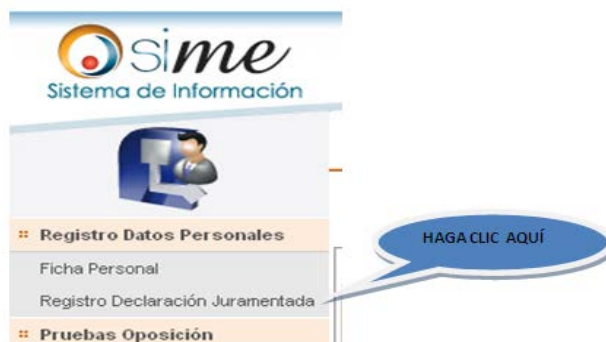 sime
Sistema de Información
Registro Datos Personales
HAGA CLIC AQUÍ
Ficha Personal
Registro Declaración Juramentada
Pruebas Oposición